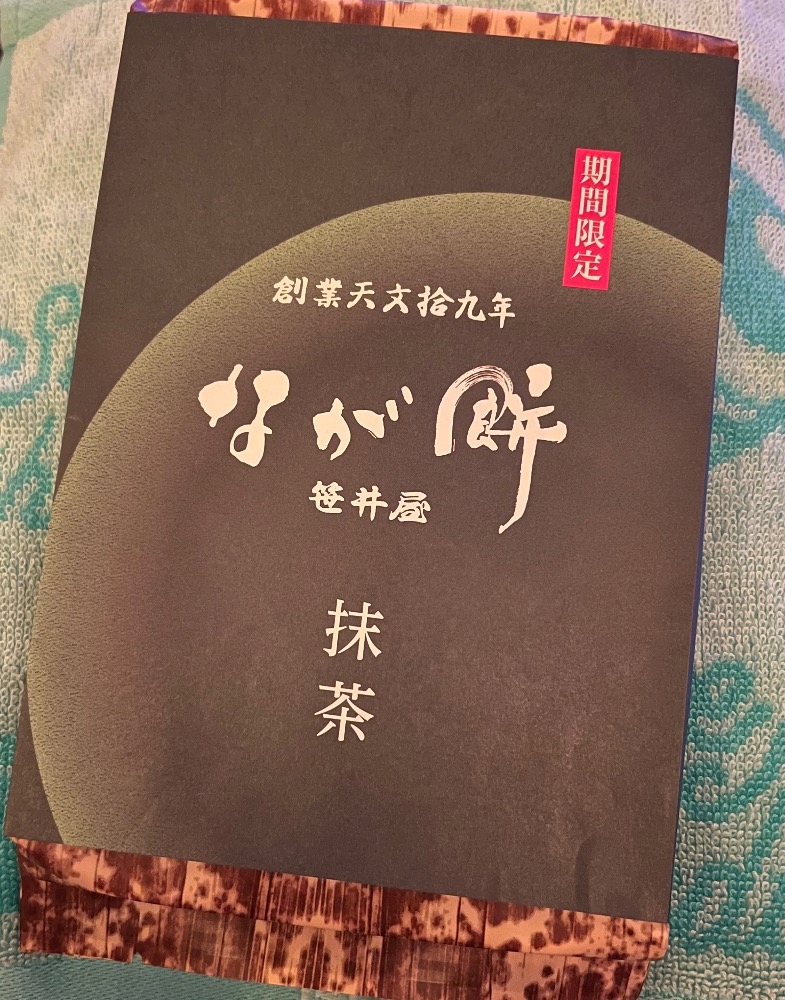 期間限定
創業天文拾九年
なが餅
笹井屋
抹茶